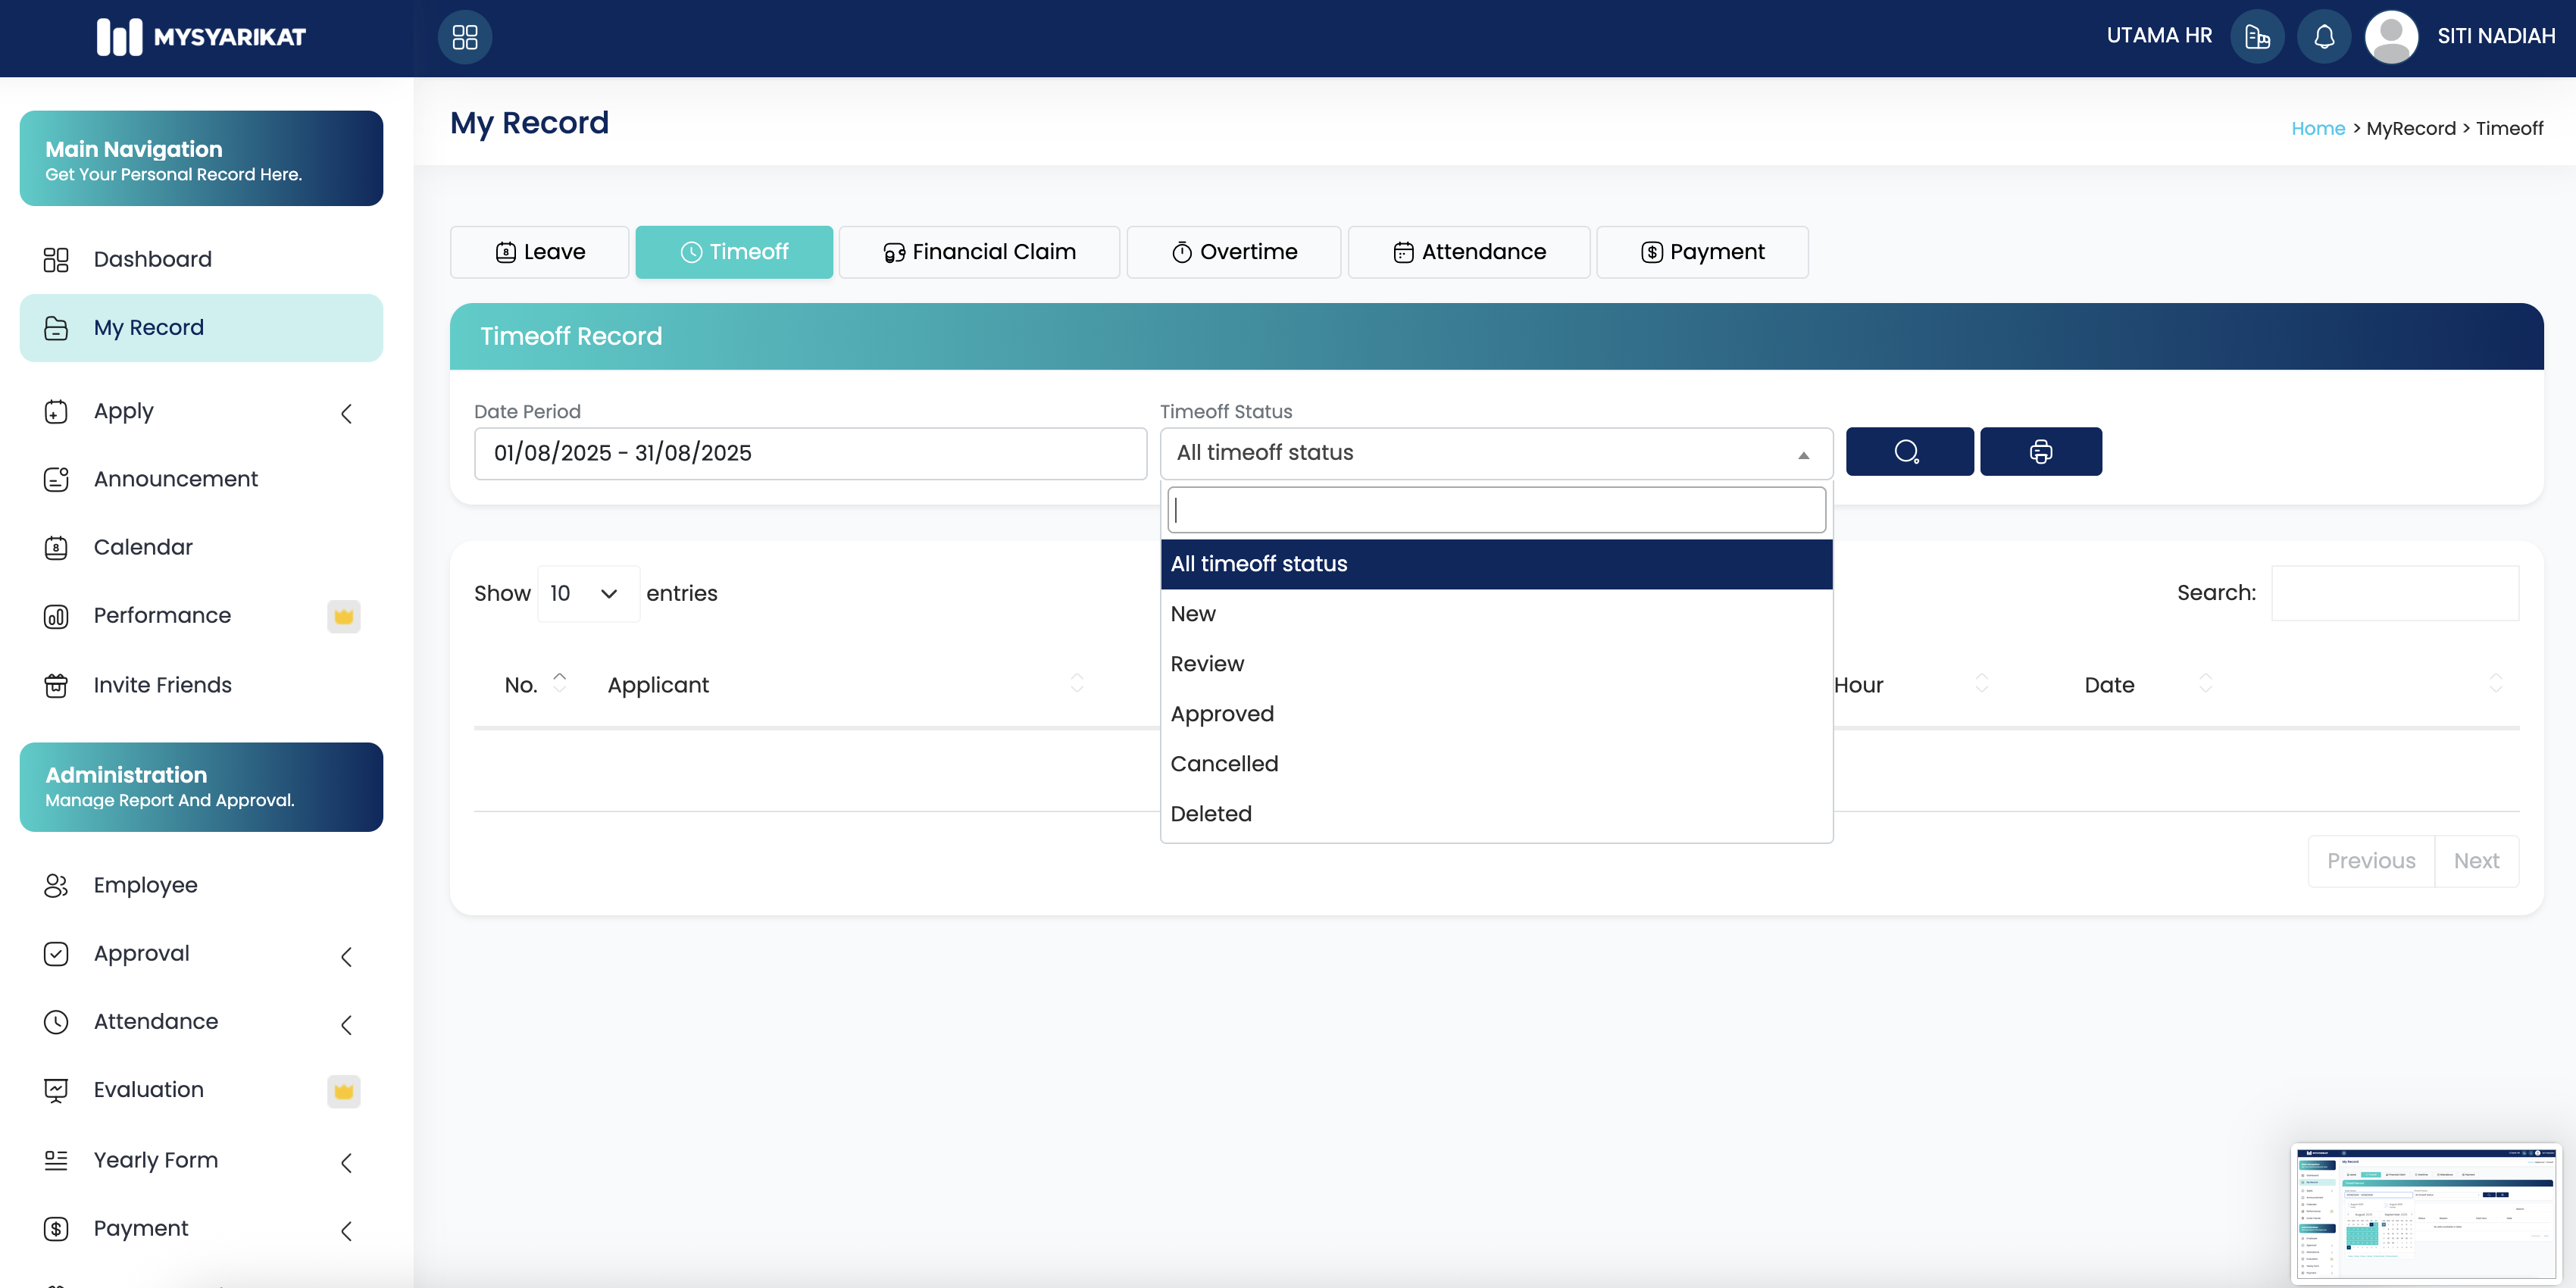 MYSYARIKAT
UTAMA HR
SITI NADIAH
Main Navigation
Get Your Personal Record Here.
Dashboard
My Record
Apply
Announcement
Calendar
Performance
Invite Friends
Administration
Manage Report And Approval.
Employee
Approval
Attendance
Evaluation
Yearly Form
Payment
My Record
Home > MyRecord > Timeoff
Leave
Timeoff
Financial Claim
Overtime
Attendance
Payment
Timeoff Record
Date Period
Timeoff Status
01/08/2025 - 31/08/2025
All timeoff status
All timeoff status
New
Review
Approved
Cancelled
Deleted
Show 10 entries
Search:
No.
Applicant
Hour
Date
Previous
Next